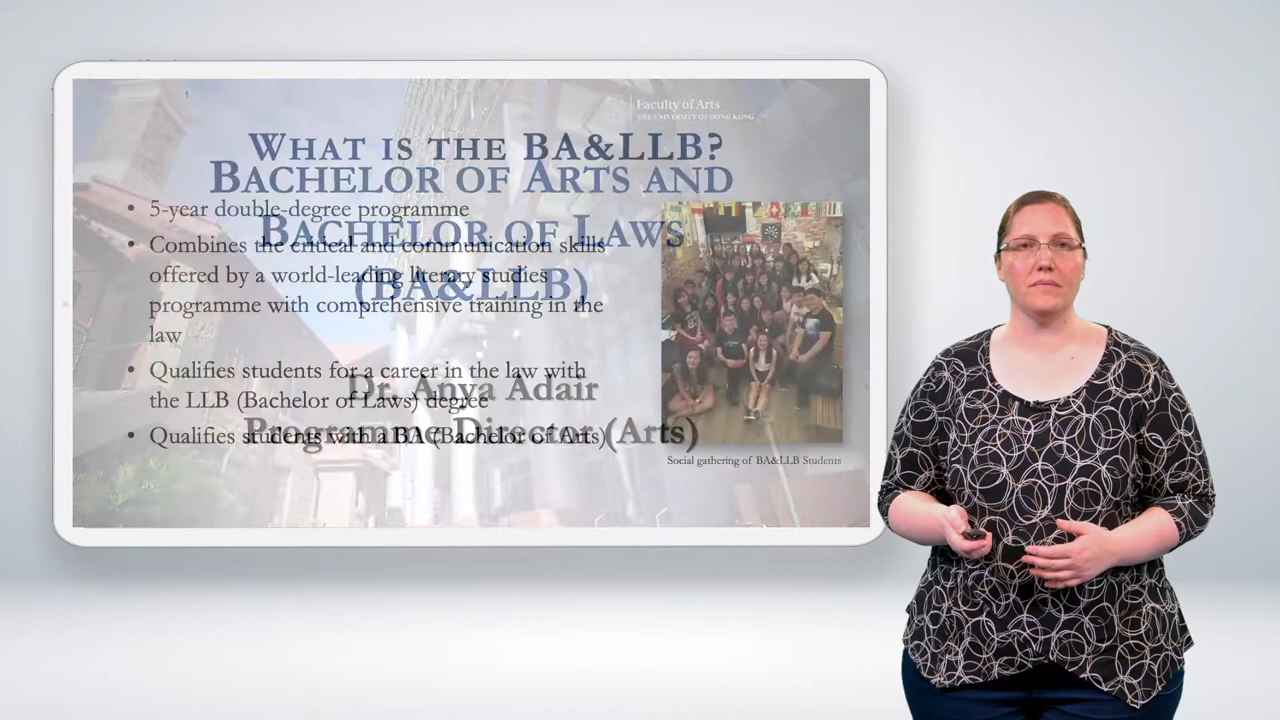 1
Faculty of Arts
THE UNIVERSITY OF HONG KONG
WHAT IS THE BA&LLB?
BACHELOR OF ARTS AND
BACHELOR OF LAWS
(BA&LLB)
• 5-year double-degree programme
• Combines the critical and communication skills
offered by a world-leading literary studies
programme with comprehensive training in the
law
• Qualifies students for a career in the law with
the LLB (Bachelor of Laws) degree
• Qualifies students with a BA (Bachelor of Arts)
Dr. Anya Adair
Programme Director (Arts)
Social gathering of BA&LLB Students